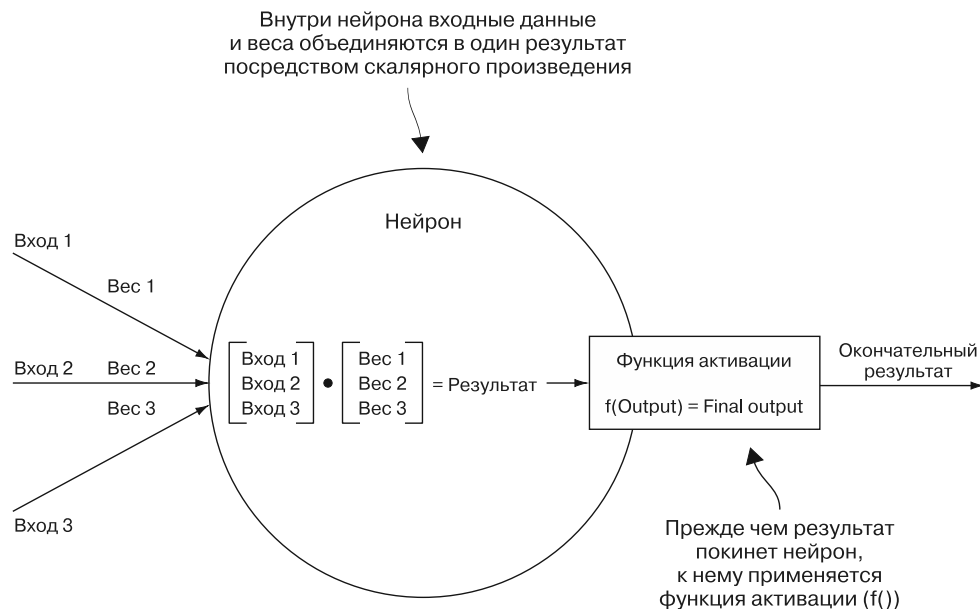 Внутри нейрона входные данные
и веса объединяются в один результат
посредством скалярного произведения
Нейрон
Вход 1
Вес 1
Вход 2
Вес 2
Вес 3
Вход 3
Вход 1
Вход 2
Вход 3
•
Вес 1
Вес 2
Вес 3
= Результат
Функция активации
f(Output) = Final output
Окончательный
результат
Прежде чем результат
покинет нейрон,
к нему применяется
функция активации (f())